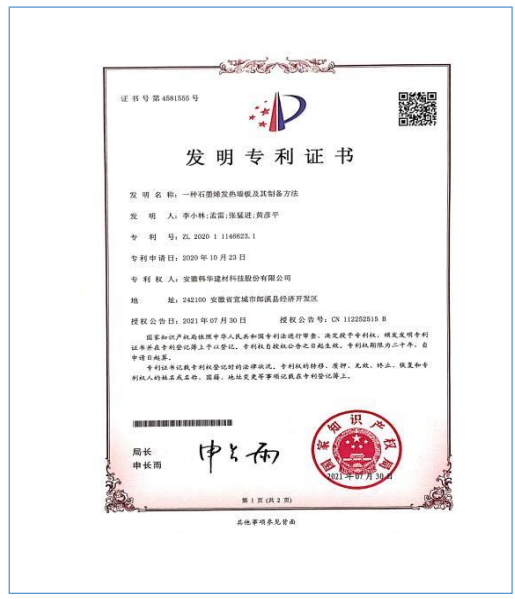 证书号第4581555号
发明专利证书
发 明 名 称：一种石墨烯发热墙板及其制备方法
发 明 人：李小林;孟雷;张猛进;黄彦平
专 利 号：ZL 2020 1 1146623.1
专利申请日：2020年10月23日
专 利 权 人：安徽韩华建材科技股份有限公司
地 址：242100 安徽省宣城市郎溪县经济开发区
授权公告日：2021年07月30日 授权公告号：CN 112252515 B
国家知识产权局依照中华人民共和国专利法进行审查，决定授予专利权，颁发发明专利
证书并在专利登记簿上予以登记。专利权自授权公告之日起生效。专利权期限为二十年，自
申请日起算。
专利证书记载专利权登记时的法律状况。专利权的转移、质押、无效、终止、恢复和专
利权人的姓名或名称、国籍、地址变更等事项记载在专利登记簿上。
局长
申长雨
申长雨
国家知识产权局
2021年07月30日
第 1 页 (共 2 页)
其他事项参见背面